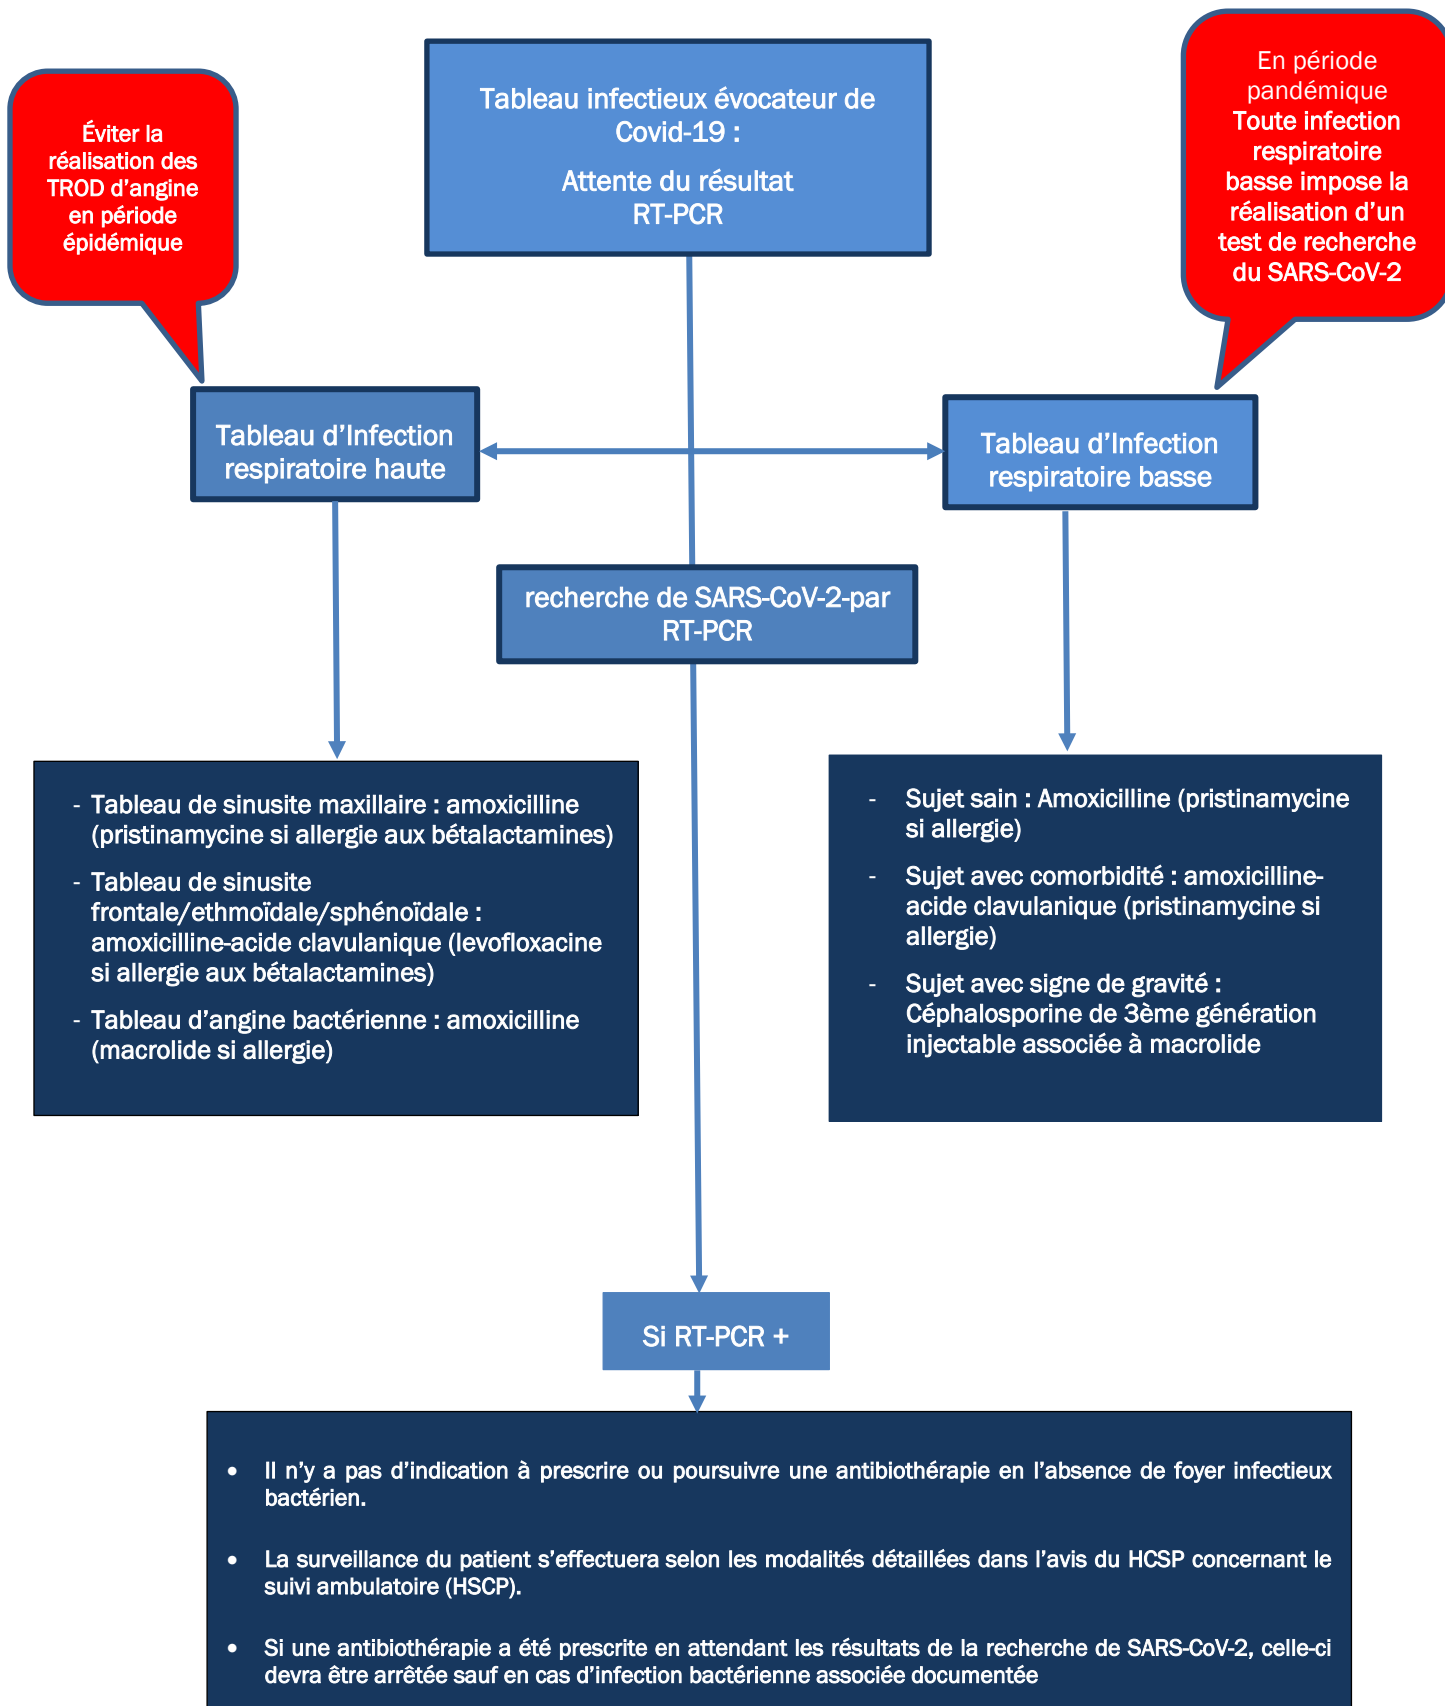 Éviter la
réalisation des
TROD d'angine
en période
épidémique
Tableau infectieux évocateur de
Covid-19 :
Attente du résultat
RT-PCR
En période
pandémique
Toute infection
respiratoire
basse impose la
réalisation d'un
test de recherche
du SARS-CoV-2
Tableau d'Infection
respiratoire haute
Tableau d'Infection
respiratoire basse
recherche de SARS-CoV-2-par
RT-PCR
- Tableau de sinusite maxillaire : amoxicilline
(pristinamycine si allergie aux bétalactamines)
- Tableau de sinusite
frontale/ethmoïdale/sphénoïdale :
amoxicilline-acide clavulanique (levofloxacine
si allergie aux bétalactamines)
- Tableau d'angine bactérienne : amoxicilline
(macrolide si allergie)
- Sujet sain : Amoxicilline (pristinamycine
si allergie)
- Sujet avec comorbidité : amoxicilline-
acide clavulanique (pristinamycine si
allergie)
- Sujet avec signe de gravité :
Céphalosporine de 3ème génération
injectable associée à macrolide
Si RT-PCR +
• Il n'y a pas d'indication à prescrire ou poursuivre une antibiothérapie en l'absence de foyer infectieux
bactérien.
• La surveillance du patient s'effectuera selon les modalités détaillées dans l'avis du HCSP concernant le
suivi ambulatoire (HSCP).
• Si une antibiothérapie a été prescrite en attendant les résultats de la recherche de SARS-CoV-2, celle-ci
devra être arrêtée sauf en cas d'infection bactérienne associée documentée